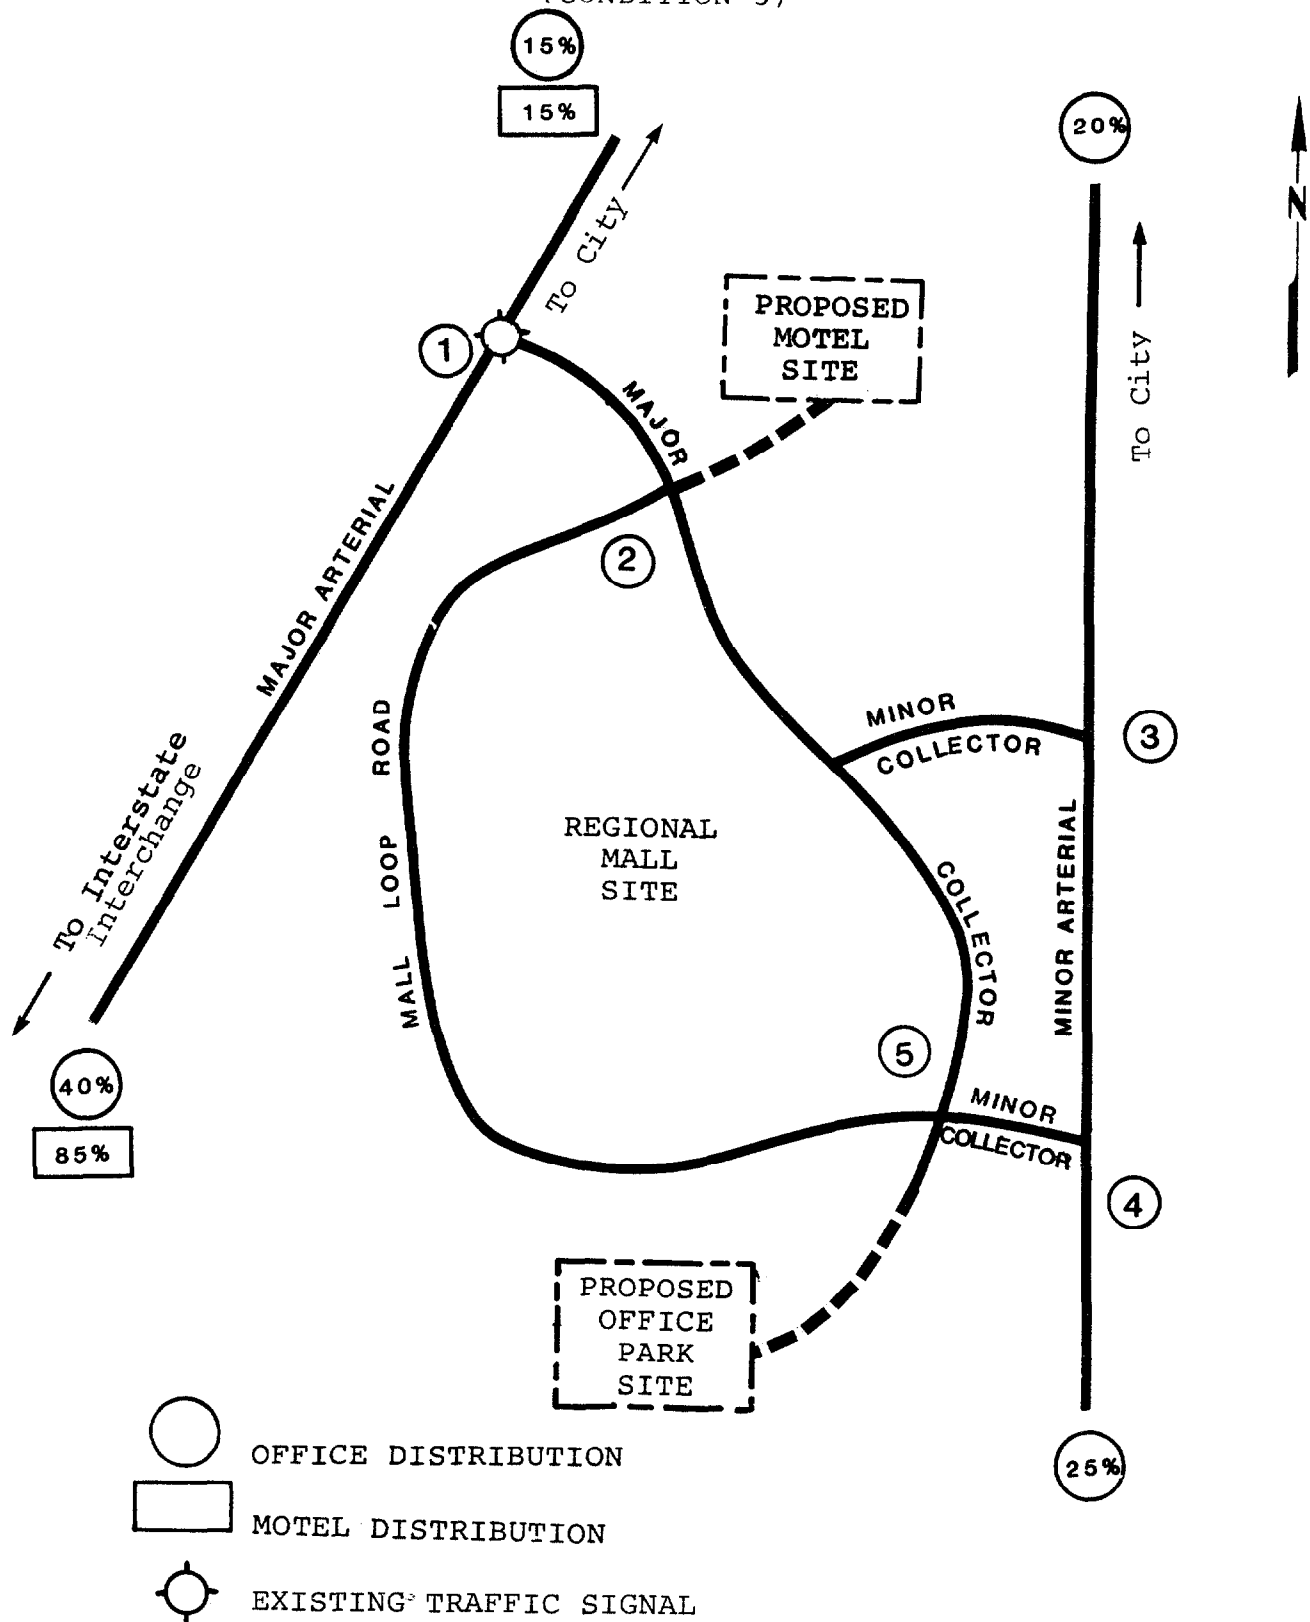 (CONDITION 3)
15%
15%
20%
To City
N
PROPOSED
MOTEL
SITE
To City
1
MAJOR
MAJOR ARTERIAL
2
MINOR
COLLECTOR
3
ROAD
LOOP
MALL
REGIONAL
MALL
SITE
MINOR ARTERIAL
COLLECTOR
To Interstate
Interchange
5
MINOR
COLLECTOR
40%
85%
4
PROPOSED
OFFICE
PARK
SITE
25%
OFFICE DISTRIBUTION
MOTEL DISTRIBUTION
EXISTING TRAFFIC SIGNAL